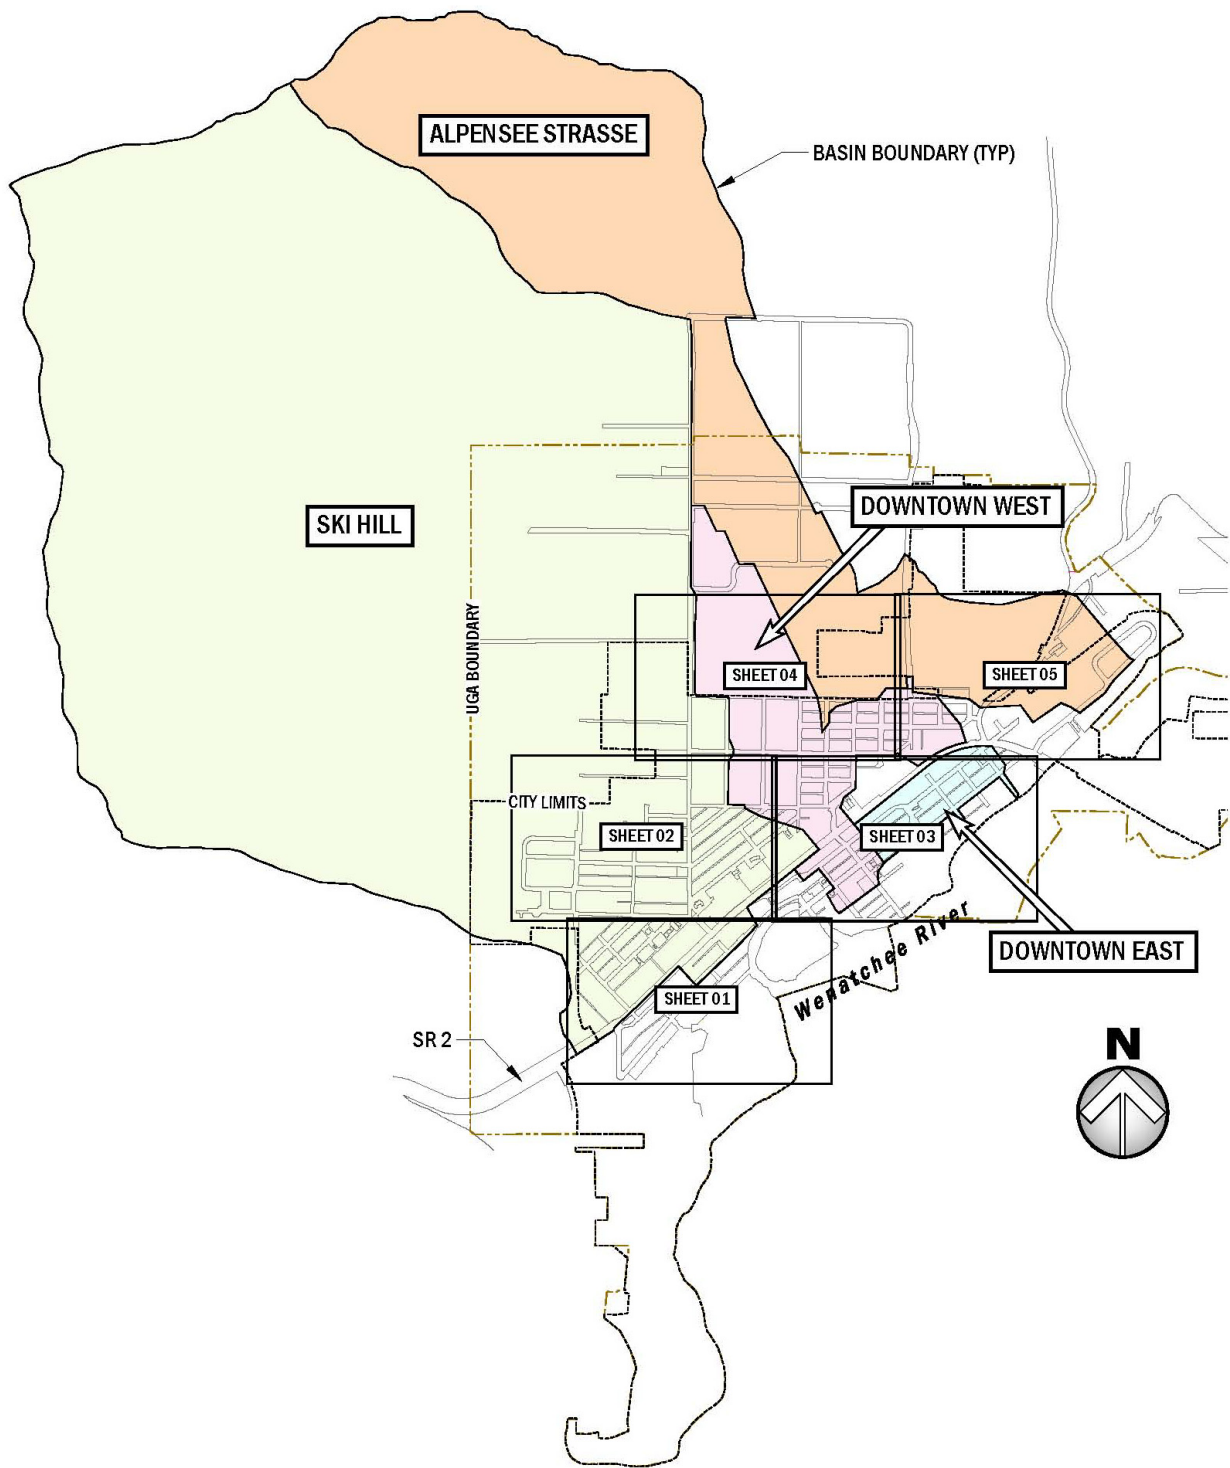 ALPENSEE STRASSE
BASIN BOUNDARY (TYP)
DOWNTOWN WEST
SKI HILL
UGA BOUNDARY
SHEET 04
SHEET 05
CITY LIMITS
SHEET 02
SHEET 03
Wenatchee River
DOWNTOWN EAST
SHEET 01
SR 2
N